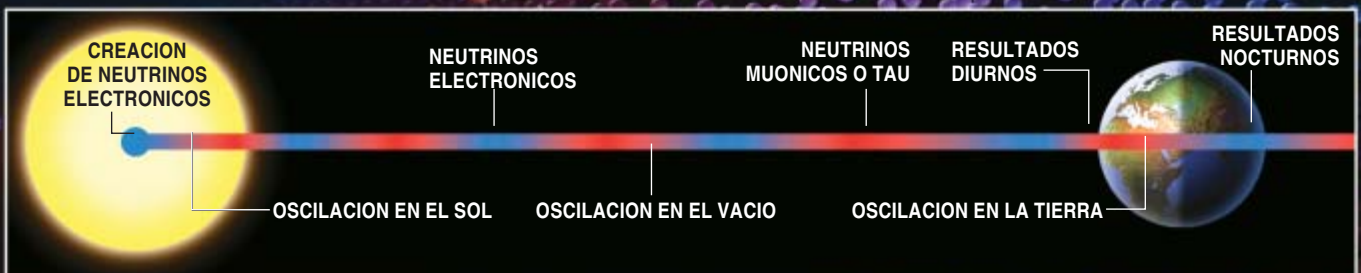 CREACION
DE NEUTRINOS
ELECTRONICOS
NEUTRINOS
ELECTRONICOS
NEUTRINOS
MUONICOS O TAU
RESULTADOS
DIURNOS
RESULTADOS
NOCTURNOS
OSCILACION EN EL SOL
OSCILACION EN EL VACIO
OSCILACION EN LA TIERRA